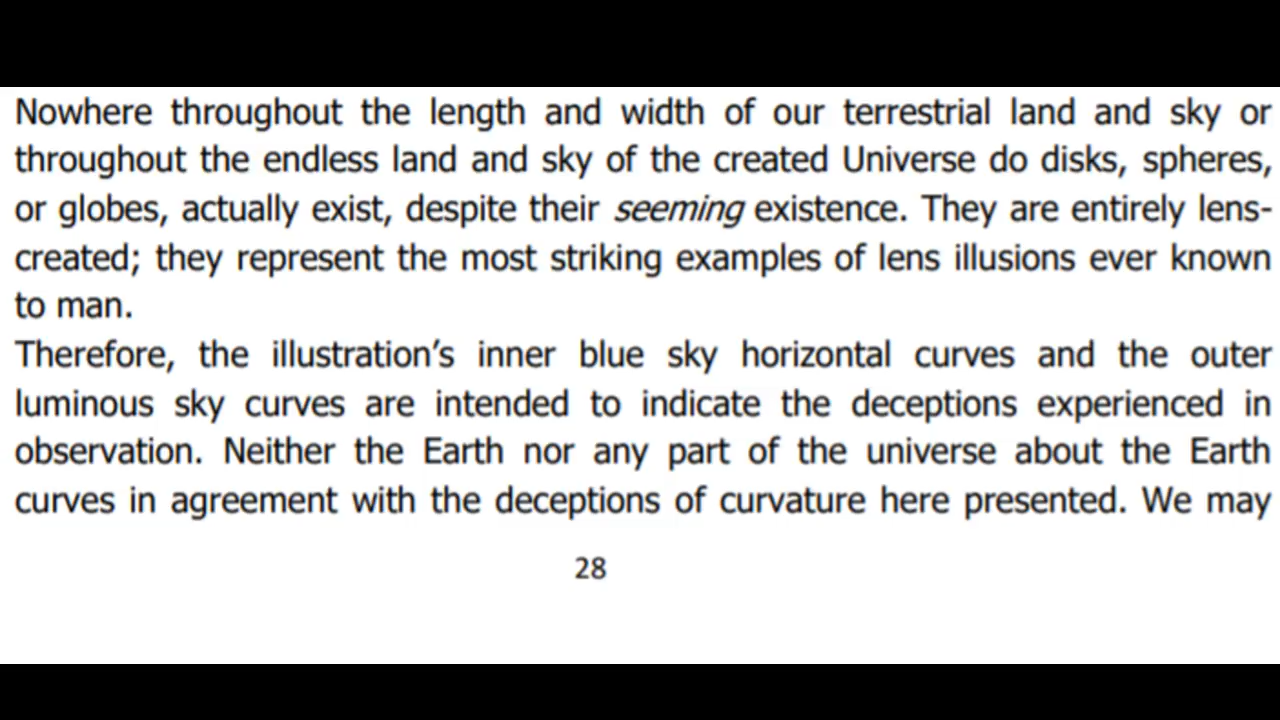 Nowhere throughout the length and width of our terrestrial land and sky or
throughout the endless land and sky of the created Universe do disks, spheres,
or globes, actually exist, despite their seeming existence. They are entirely lens-
created; they represent the most striking examples of lens illusions ever known
to man.
Therefore, the illustration’s inner blue sky horizontal curves and the outer
luminous sky curves are intended to indicate the deceptions experienced in
observation. Neither the Earth nor any part of the universe about the Earth
curves in agreement with the deceptions of curvature here presented. We may
28